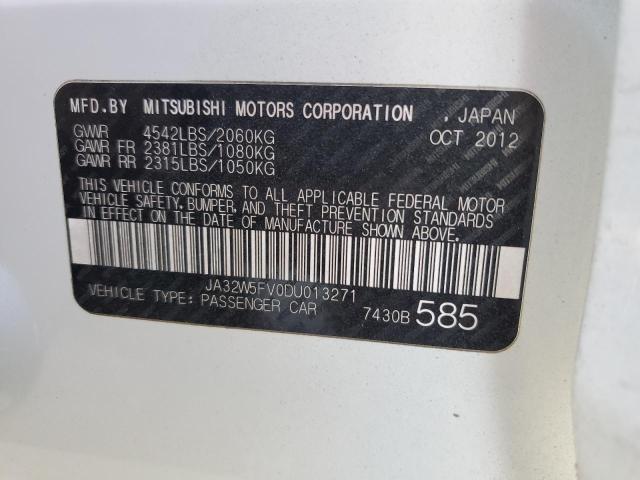 MFD.BY MITSUBISHI MOTORS CORPORATION , JAPAN
GVWR 4542LBS/2060KG OCT 2012
GAWR FR 2381LBS/1080KG
GAWR RR 2315LBS/1050KG
THIS VEHICLE CONFORMS TO ALL APPLICABLE FEDERAL MOTOR
VEHICLE SAFETY, BUMPER, AND THEFT PREVENTION STANDARDS
IN EFFECT ON THE DATE OF MANUFACTURE SHOWN ABOVE.
JA32W5FV0DU013271
VEHICLE TYPE: PASSENGER CAR 7430B 585